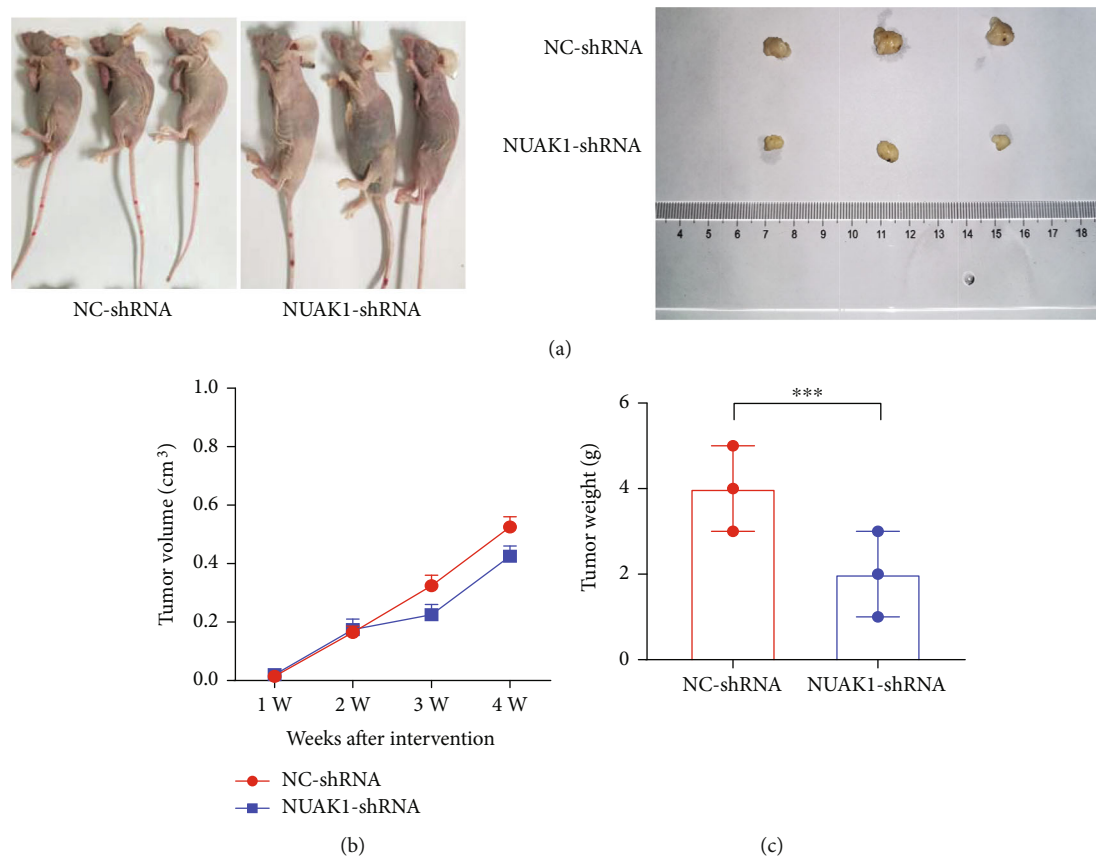 NC-shRNA
NUAK1-shRNA
NC-shRNA
NUAK1-shRNA
4 5 6 7 8 9 10 11 12 13 14 15 16 17 18
(a)
1.0
0.8
0.6
0.4
0.2
0.0
Tumor volume (cm³)
1 W 2 W 3 W 4 W
Weeks after intervention
NC-shRNA
NUAK1-shRNA
(b)
***
6
4
2
0
Tumor weight (g)
NC-shRNA NUAK1-shRNA
(c)